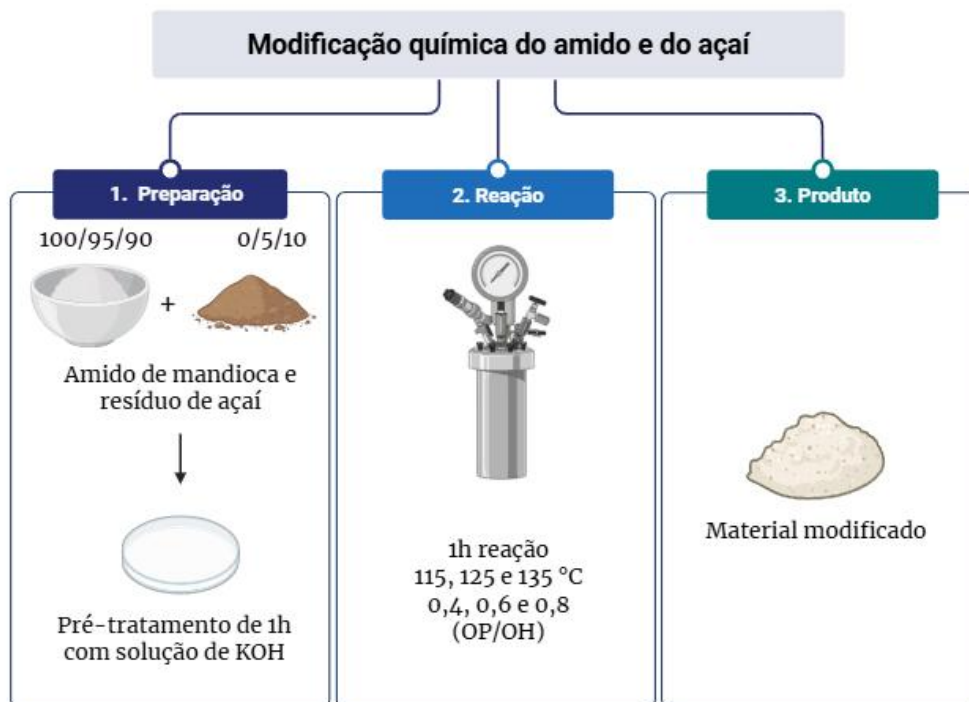 Modificação química do amido e do açaí
1. Preparação
100/95/90 0/5/10
+
Amido de mandioca e
resíduo de açaí
Pré-tratamento de 1h
com solução de KOH
2. Reação
1h reação
115, 125 e 135 °C
0,4, 0,6 e 0,8
(OP/OH)
3. Produto
Material modificado